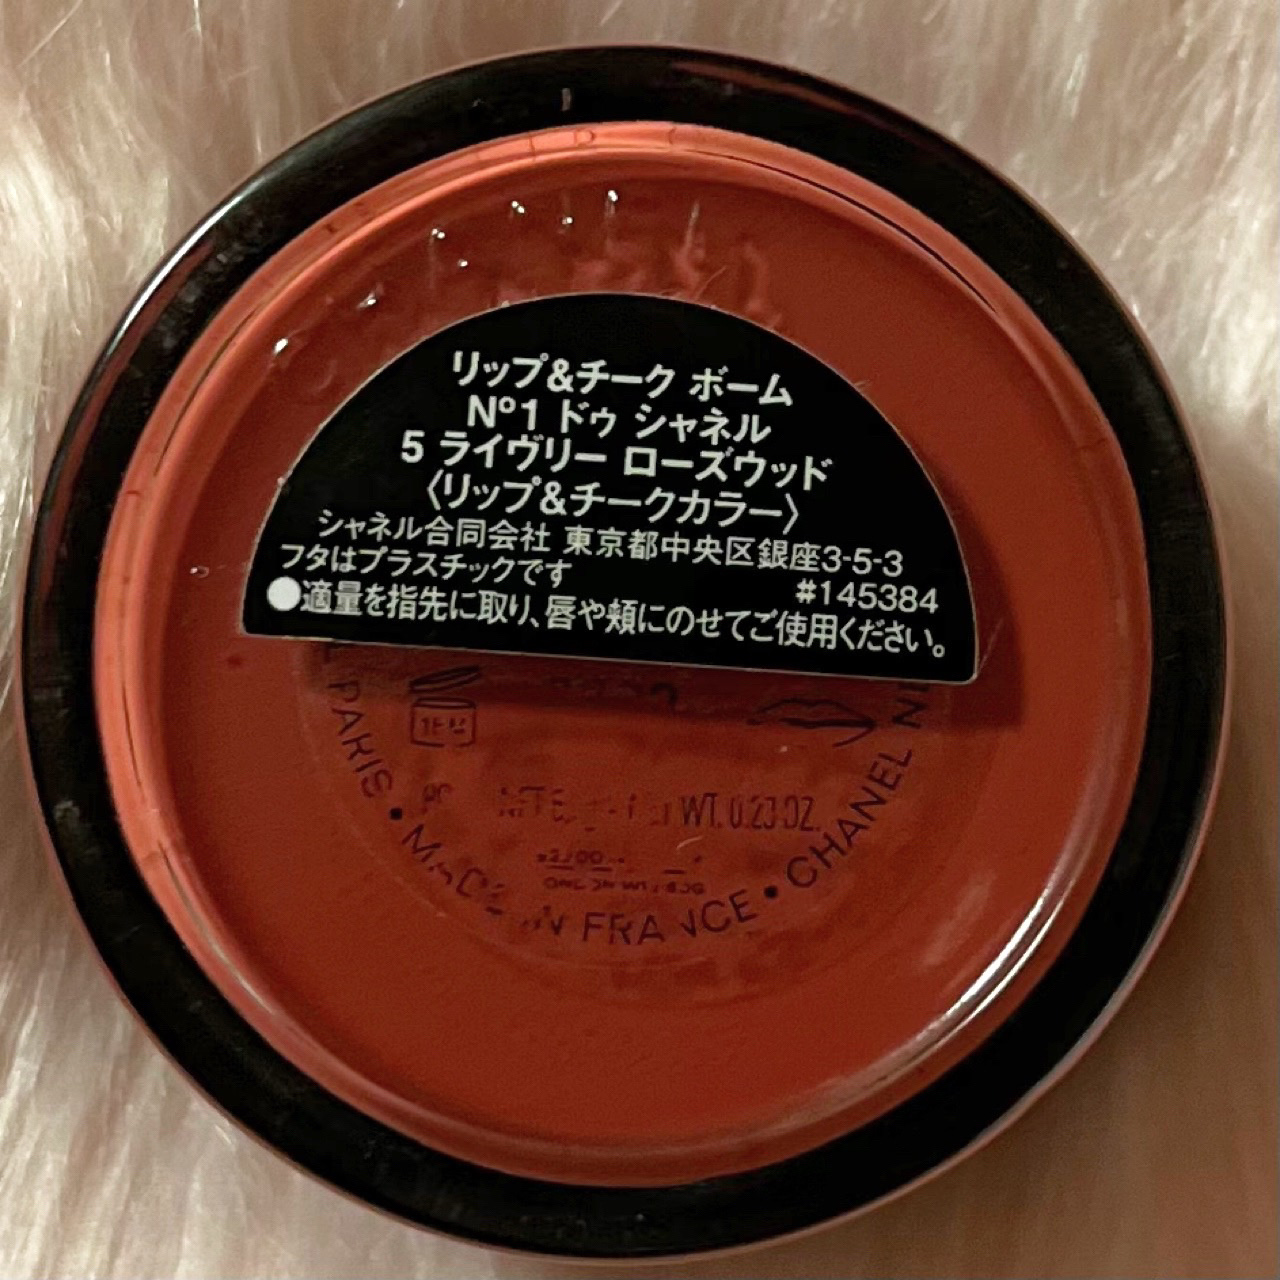 リップ&チーク ボーム
N°1 ドゥ シャネル
5 ライヴリー ローズウッド
〈リップ&チークカラー〉
シャネル合同会社 東京都中央区銀座3-5-3
フタはプラスチックです #145384
●適量を指先に取り、唇や頬にのせてご使用ください。
PARIS • IN FRANCE • CHANEL
WT. 0.23 OZ.